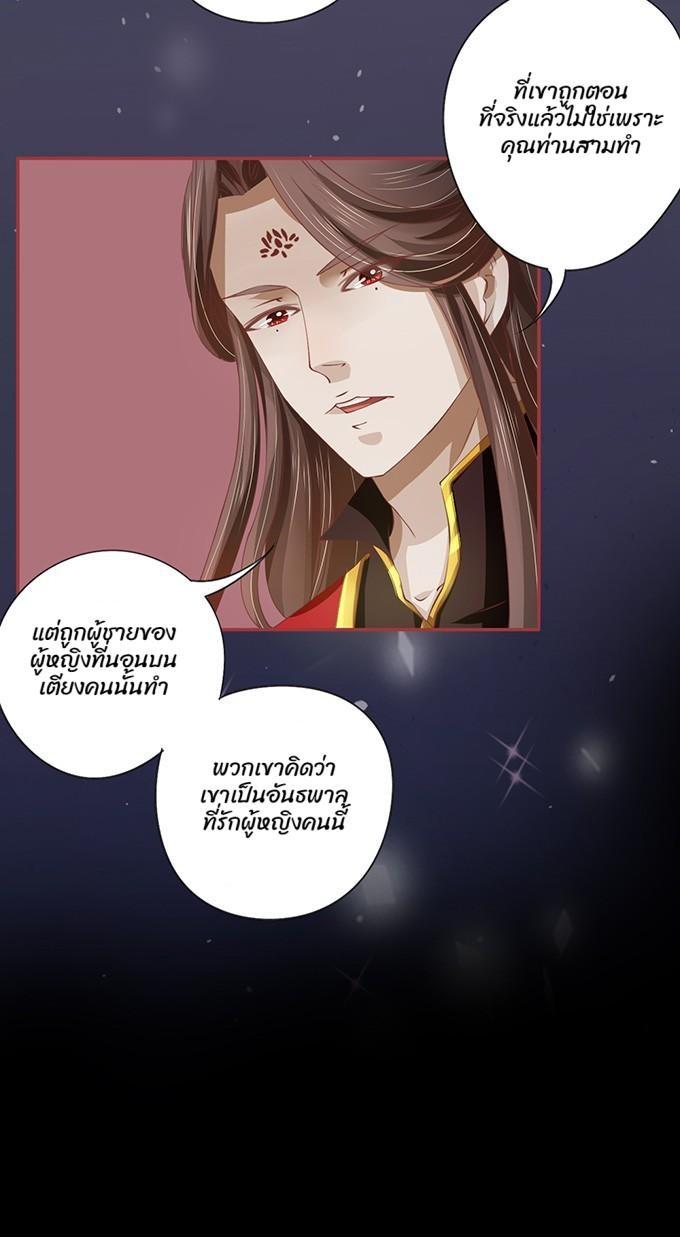 ที่เขาถูกตอน
ที่จริงแล้วไม่ใช่เพราะ
คุณท่านสามทำ
แต่ถูกผู้ชายของ
ผู้หญิงที่นอนบน
เตียงคนนั้นทำ
พวกเขาคิดว่า
เขาเป็นอันธพาล
ที่รักผู้หญิงคนนี้